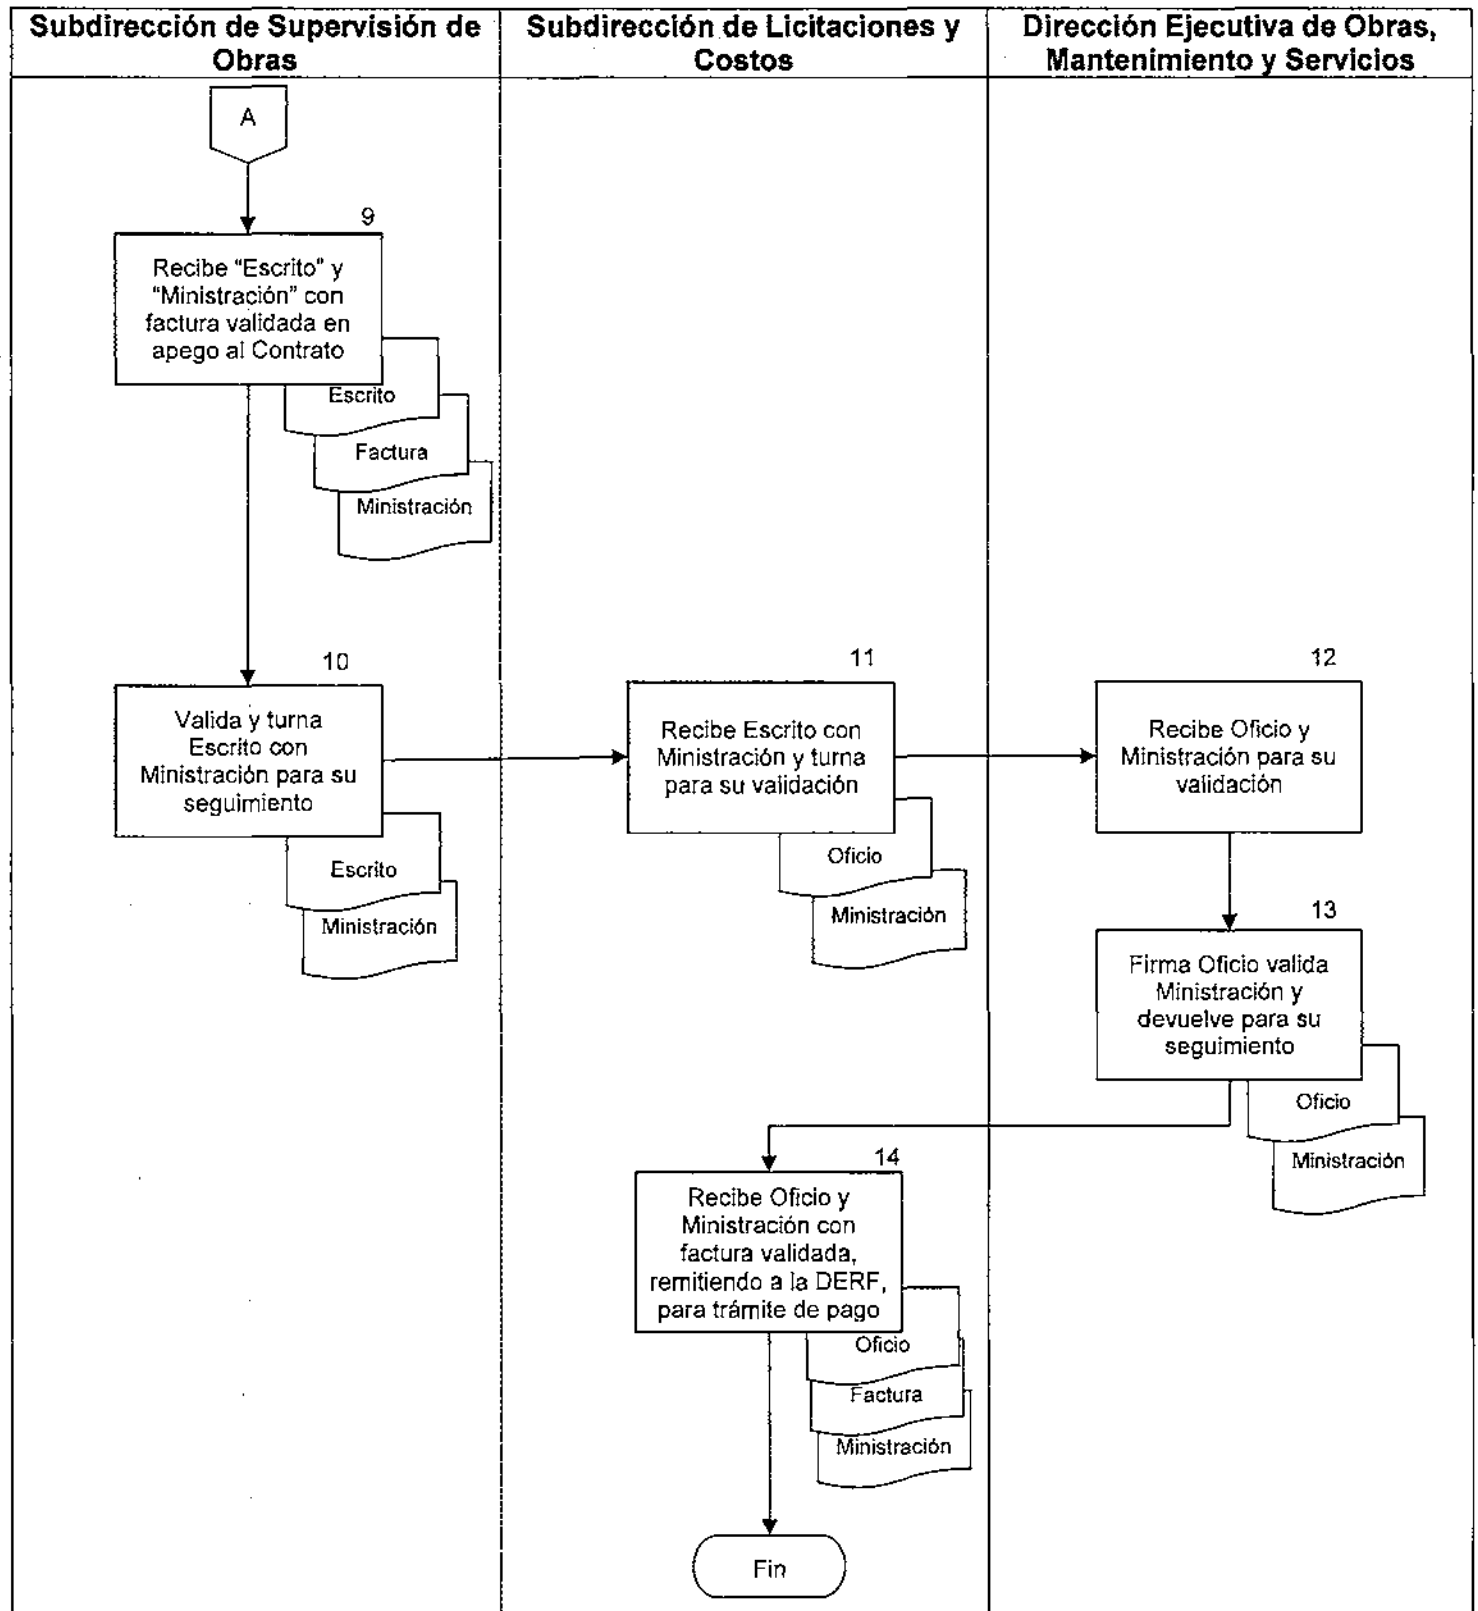 Subdirección de Supervisión de
Obras
Subdirección de Licitaciones y
Costos
Dirección Ejecutiva de Obras,
Mantenimiento y Servicios
A
9
Recibe “Escrito” y
“Ministración” con
factura validada en
apego al Contrato
Escrito
Factura
Ministración
10
Valida y turna
Escrito con
Ministración para su
seguimiento
Escrito
Ministración
11
Recibe Escrito con
Ministración y turna
para su validación
Oficio
Ministración
12
Recibe Oficio y
Ministración para su
validación
13
Firma Oficio valida
Ministración y
devuelve para su
seguimiento
Oficio
Ministración
14
Recibe Oficio y
Ministración con
factura validada,
remitiendo a la DERF,
para trámite de pago
Oficio
Factura
Ministración
Fin